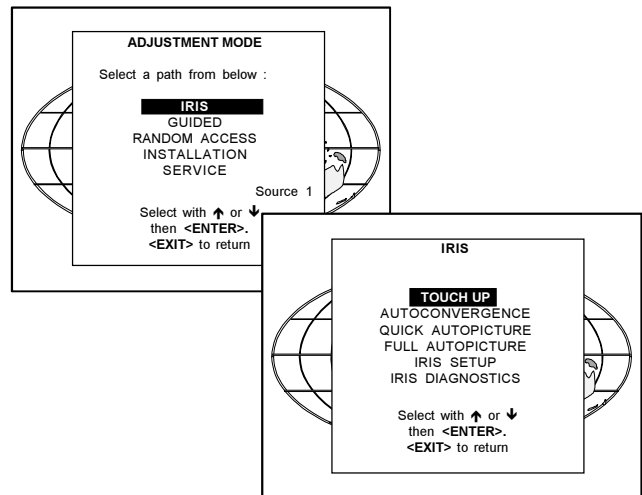 ADJUSTMENT MODE
Select a path from below :
IRIS
GUIDED
RANDOM ACCESS
INSTALLATION
SERVICE
Source 1
Select with ↑ or ↓
then <ENTER>.
<EXIT> to return
IRIS
TOUCH UP
AUTOCONVERGENCE
QUICK AUTOPICTURE
FULL AUTOPICTURE
IRIS SETUP
IRIS DIAGNOSTICS
Select with ↑ or ↓
then <ENTER>.
<EXIT> to return